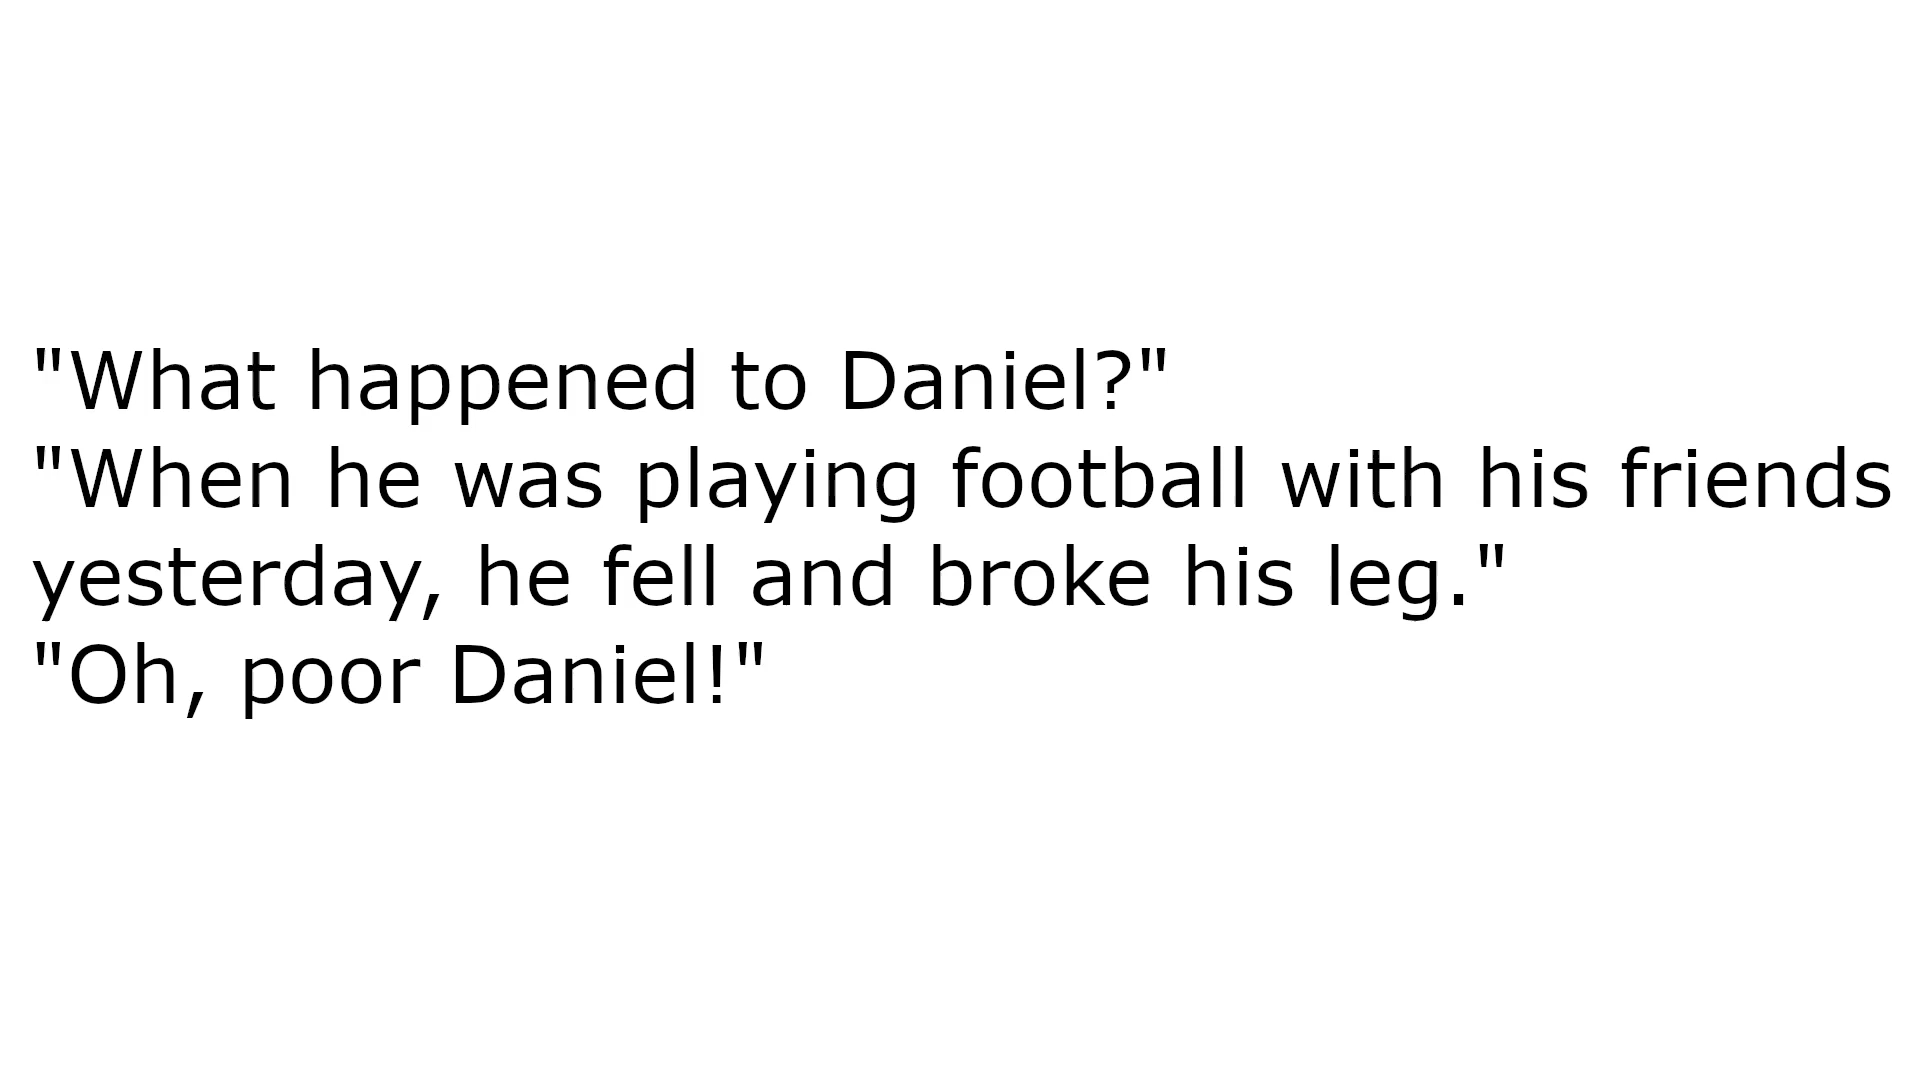 "What happened to Daniel?"
"When he was playing football with his friends
yesterday, he fell and broke his leg."
"Oh, poor Daniel!"